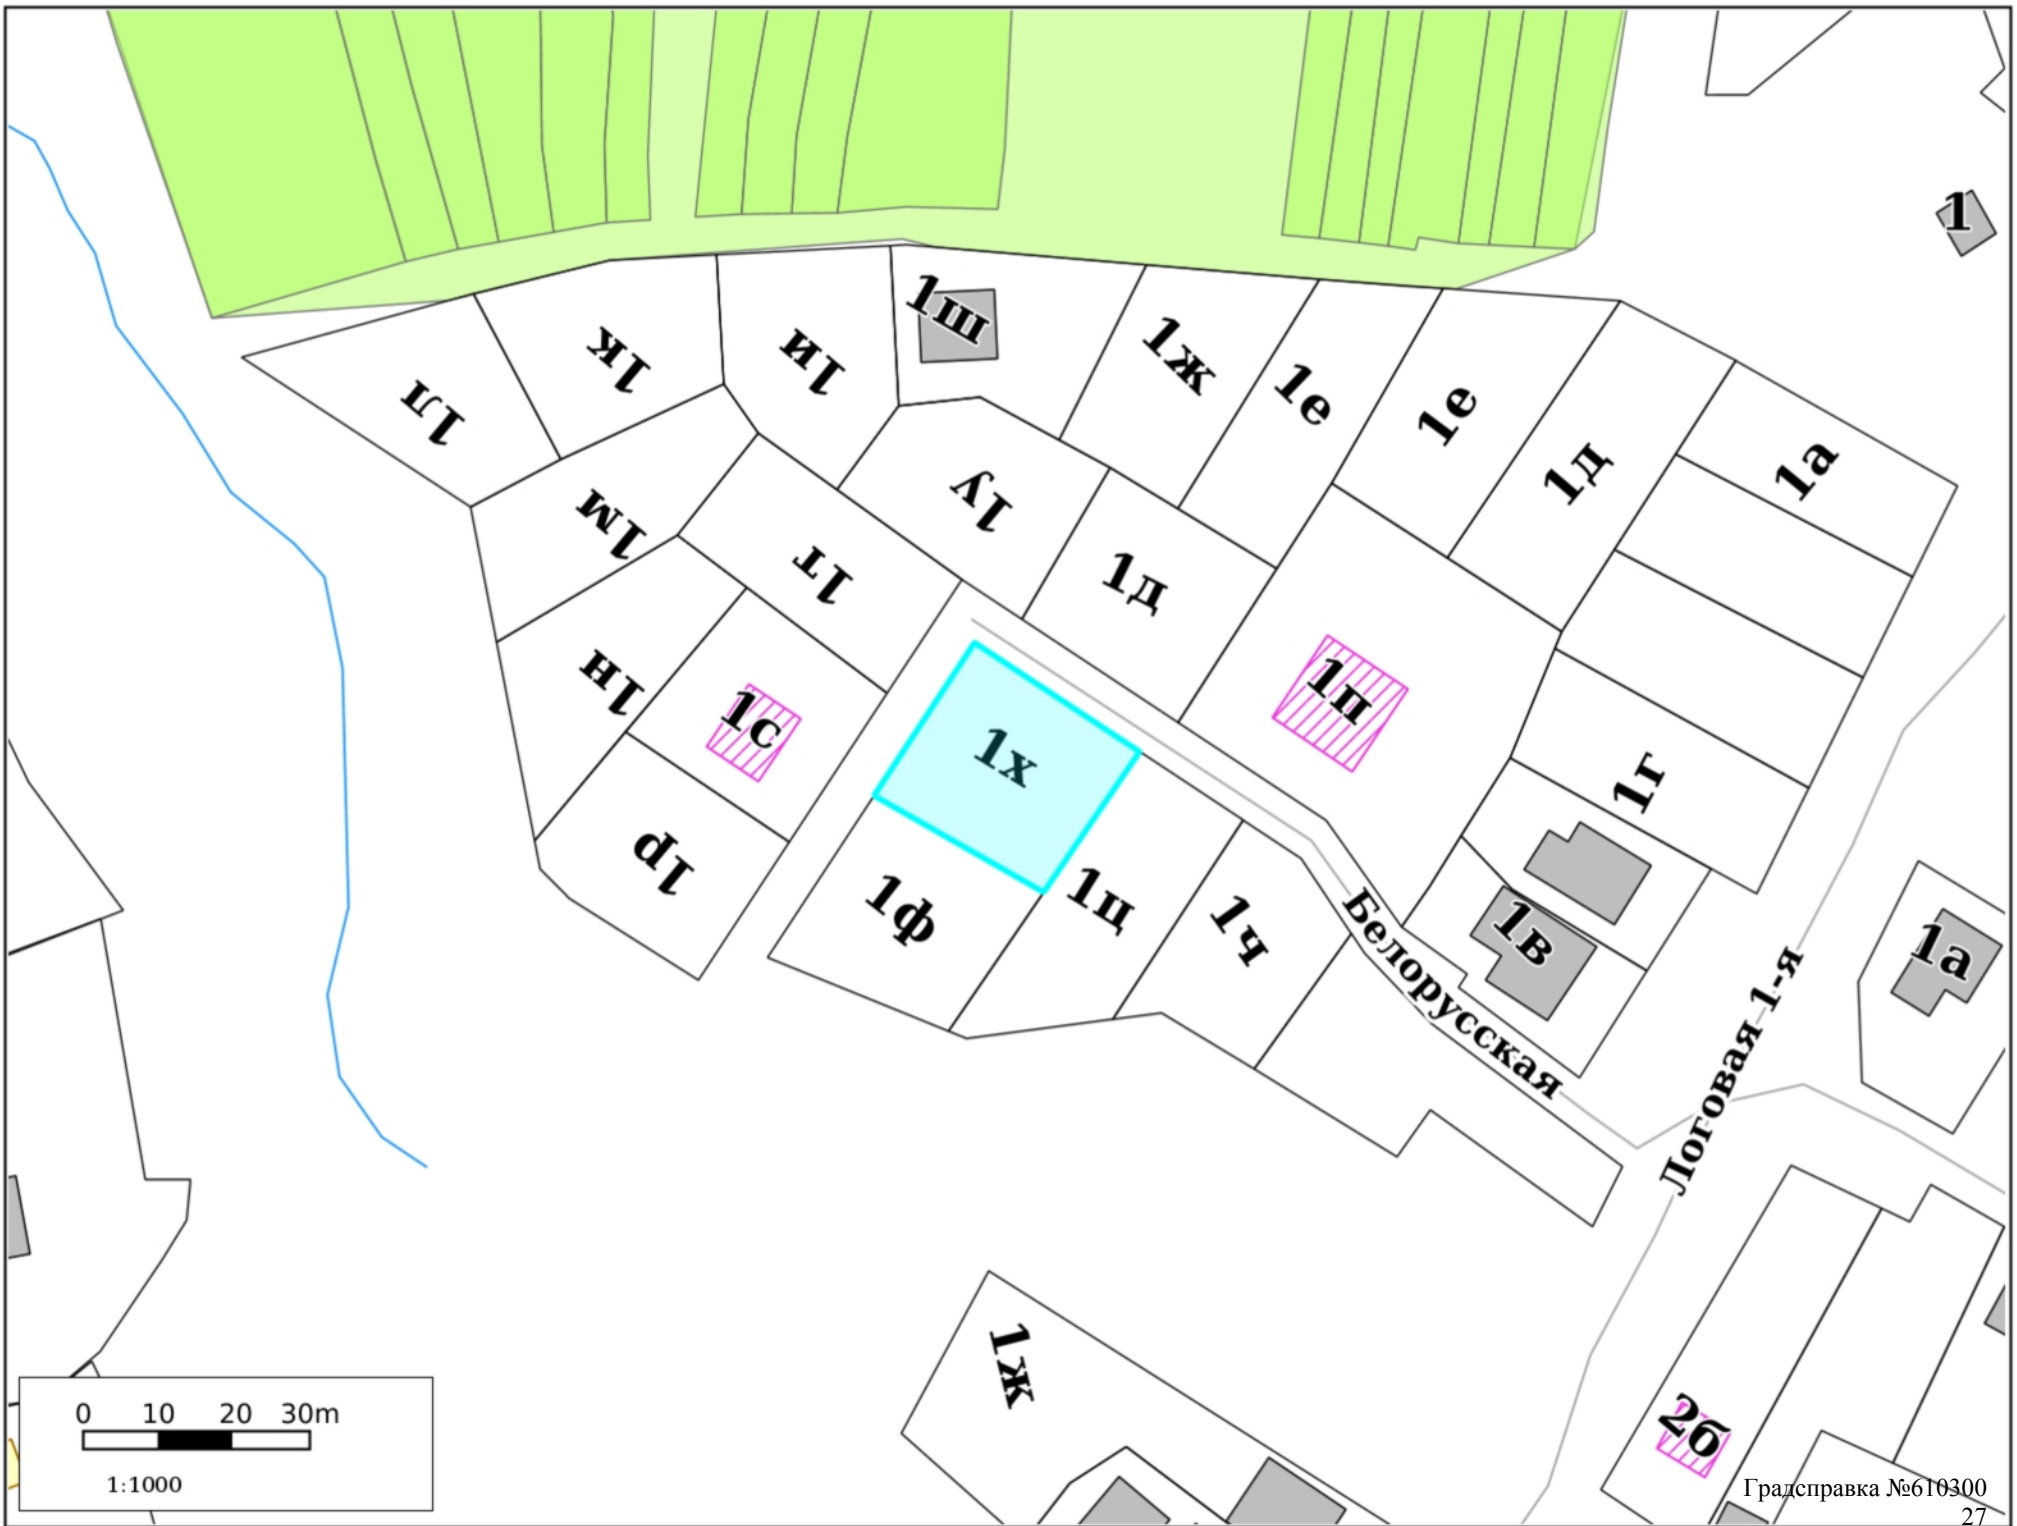 1
1ш
1к
1и
1л
1ж
1е
1е
1д
1а
1у
1м
1т
1д
1н
1с
1п
1х
1г
1р
1ф
1ц
1ч
1в
1а
Белорусская
Логовая 1-я
1ж
2б
0 10 20 30m
1:1000
Градсправка №610300
27